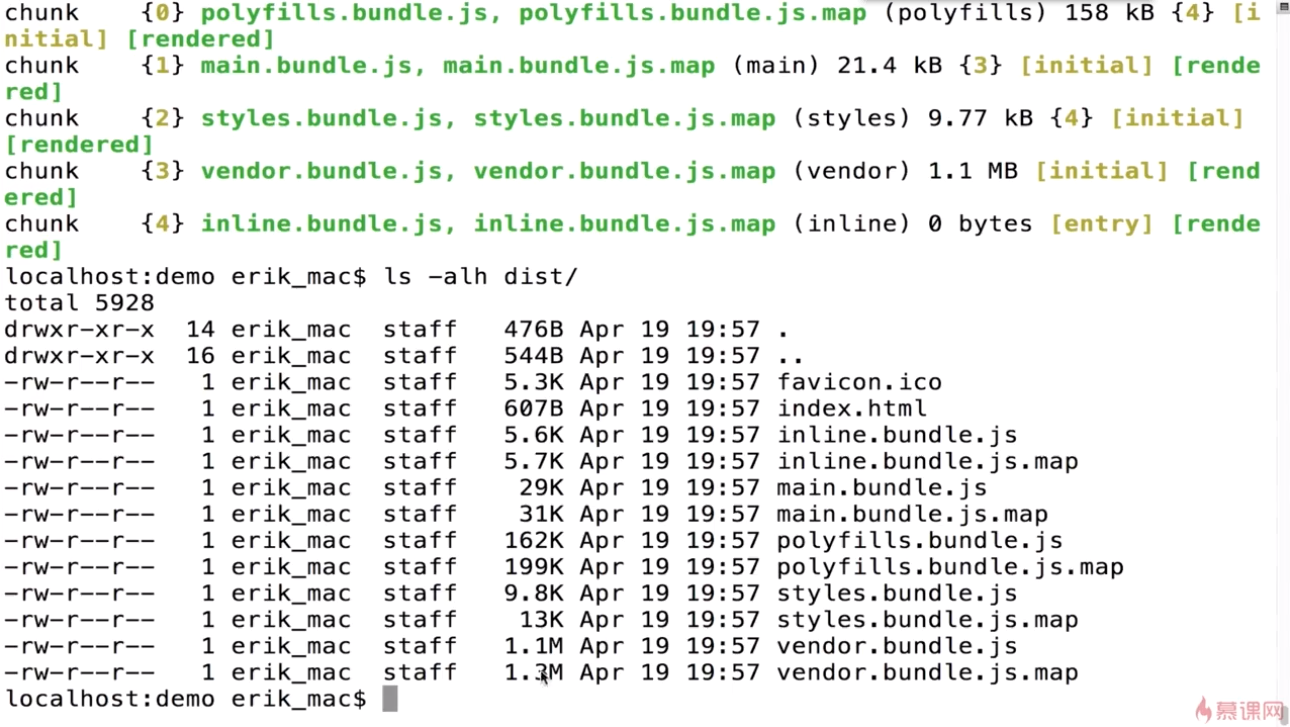 chunk    {0} polyfills.bundle.js, polyfills.bundle.js.map (polyfills) 158 kB {4} [i
nitial] [rendered]
chunk    {1} main.bundle.js, main.bundle.js.map (main) 21.4 kB {3} [initial] [rende
red]
chunk    {2} styles.bundle.js, styles.bundle.js.map (styles) 9.77 kB {4} [initial]
[rendered]
chunk    {3} vendor.bundle.js, vendor.bundle.js.map (vendor) 1.1 MB [initial] [rend
ered]
chunk    {4} inline.bundle.js, inline.bundle.js.map (inline) 0 bytes [entry] [rende
red]
localhost:demo erik_mac$ ls -alh dist/
total 5928
drwxr-xr-x  14 erik_mac  staff   476B Apr 19 19:57 .
drwxr-xr-x  16 erik_mac  staff   544B Apr 19 19:57 ..
-rw-r--r--   1 erik_mac  staff   5.3K Apr 19 19:57 favicon.ico
-rw-r--r--   1 erik_mac  staff   607B Apr 19 19:57 index.html
-rw-r--r--   1 erik_mac  staff   5.6K Apr 19 19:57 inline.bundle.js
-rw-r--r--   1 erik_mac  staff   5.7K Apr 19 19:57 inline.bundle.js.map
-rw-r--r--   1 erik_mac  staff    29K Apr 19 19:57 main.bundle.js
-rw-r--r--   1 erik_mac  staff    31K Apr 19 19:57 main.bundle.js.map
-rw-r--r--   1 erik_mac  staff   162K Apr 19 19:57 polyfills.bundle.js
-rw-r--r--   1 erik_mac  staff   199K Apr 19 19:57 polyfills.bundle.js.map
-rw-r--r--   1 erik_mac  staff   9.8K Apr 19 19:57 styles.bundle.js
-rw-r--r--   1 erik_mac  staff    13K Apr 19 19:57 styles.bundle.js.map
-rw-r--r--   1 erik_mac  staff   1.1M Apr 19 19:57 vendor.bundle.js
-rw-r--r--   1 erik_mac  staff   1.3M Apr 19 19:57 vendor.bundle.js.map
localhost:demo erik_mac$
慕课网